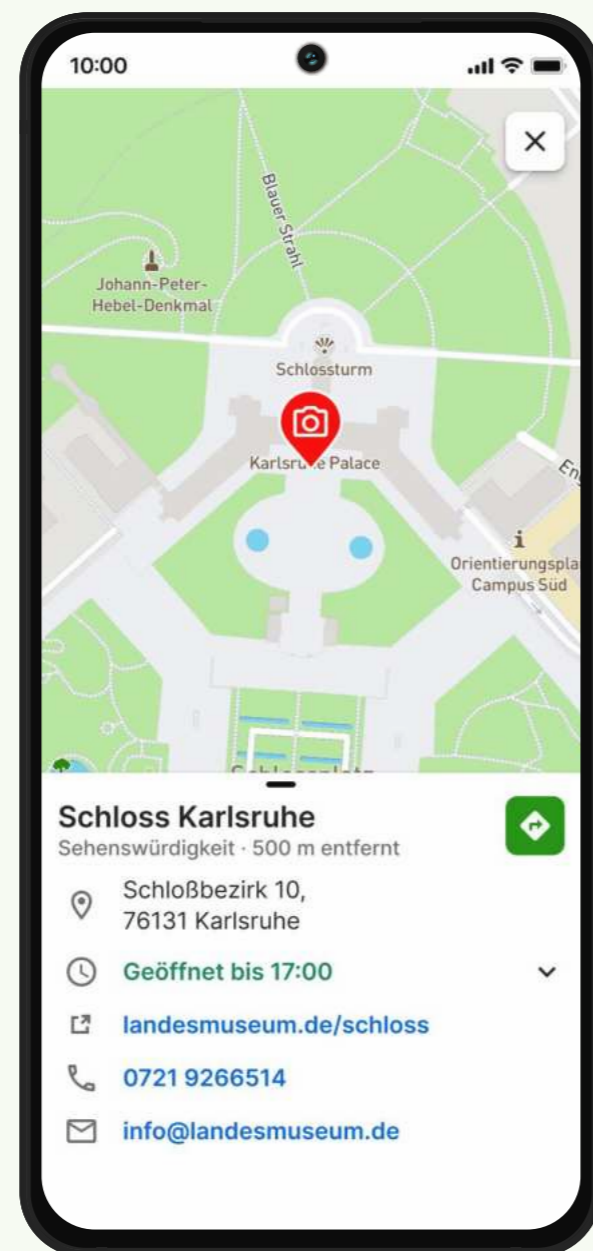 10:00
Blauer Strahl
Johann-Peter-
Hebel-Denkmal
Schlossturm
Palace
i
Orientierungspla
Campus Süd
Schloss Karlsruhe
Sehenswürdigkeit · 500 m entfernt
Schloßbezirk 10,
76131 Karlsruhe
Geöffnet bis 17:00
landesmuseum.de/schloss
0721 9266514
info@landesmuseum.de